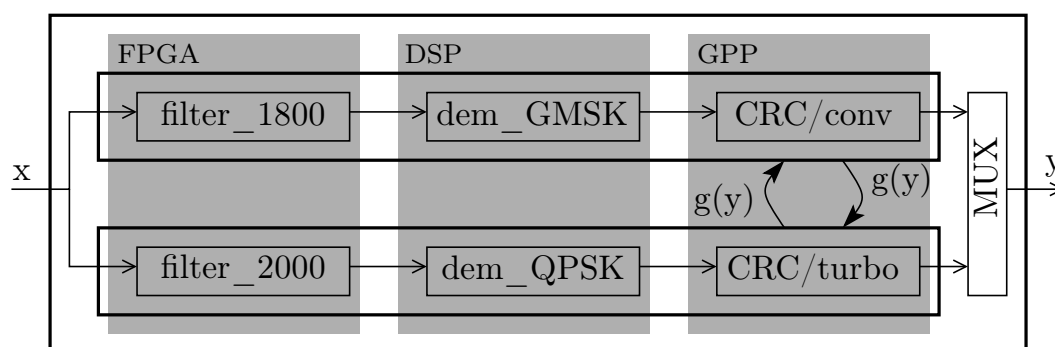 FPGA DSP GPP
filter_1800 dem_GMSK CRC/conv
x
g(y) g(y)
MUX
y
filter_2000 dem_QPSK CRC/turbo